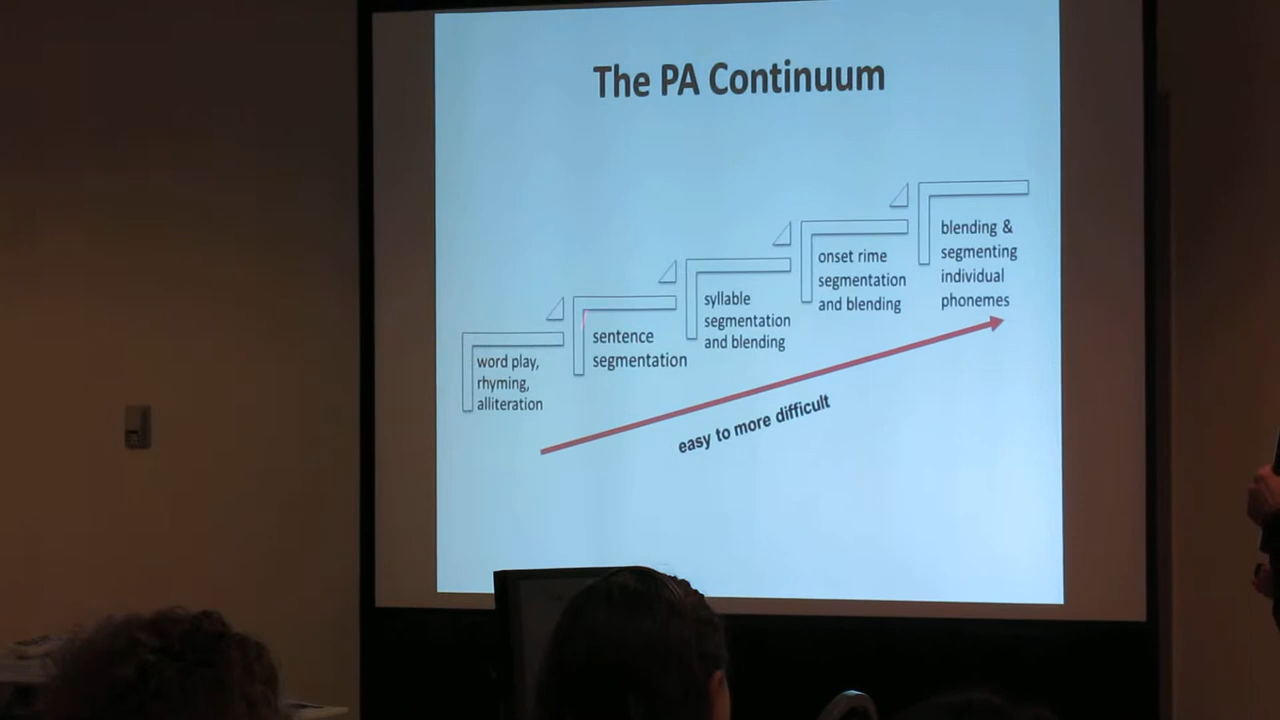 The PA Continuum
word play,
rhyming,
alliteration
sentence
segmentation
syllable
segmentation
and blending
onset rime
segmentation
and blending
blending &
segmenting
individual
phonemes
easy to more difficult